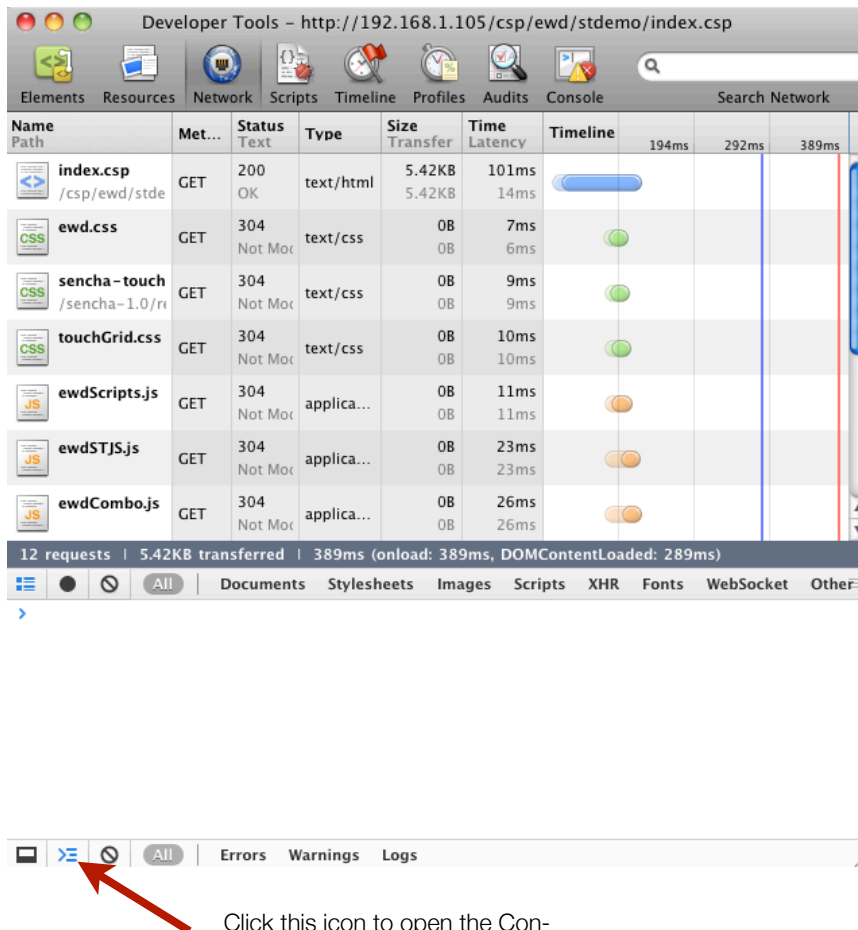 Developer Tools – http://192.168.1.105/csp/ewd/stdemo/index.csp
Elements Resources Network Scripts Timeline Profiles Audits Console Search Network
Name Path Met... Status Text Type Size Transfer Time Latency Timeline 194ms 292ms 389ms
index.csp GET 200 text/html 5.42KB 101ms
/csp/ewd/stde OK 5.42KB 14ms
ewd.css GET 304 text/css 0B 7ms
CSS Not Moc 0B 6ms
sencha-touch GET 304 text/css 0B 9ms
CSS /sencha-1.0/re Not Moc 0B 9ms
touchGrid.css GET 304 text/css 0B 10ms
CSS Not Moc 0B 10ms
ewdScripts.js GET 304 applica... 0B 11ms
JS Not Moc 0B 11ms
ewdSTJS.js GET 304 applica... 0B 23ms
JS Not Moc 0B 23ms
ewdCombo.js GET 304 applica... 0B 26ms
JS Not Moc 0B 26ms
12 requests | 5.42KB transferred | 389ms (onload: 389ms, DOMContentLoaded: 289ms)
All Documents Stylesheets Images Scripts XHR Fonts WebSocket Other
All Errors Warnings Logs
Click this icon to open the Con-